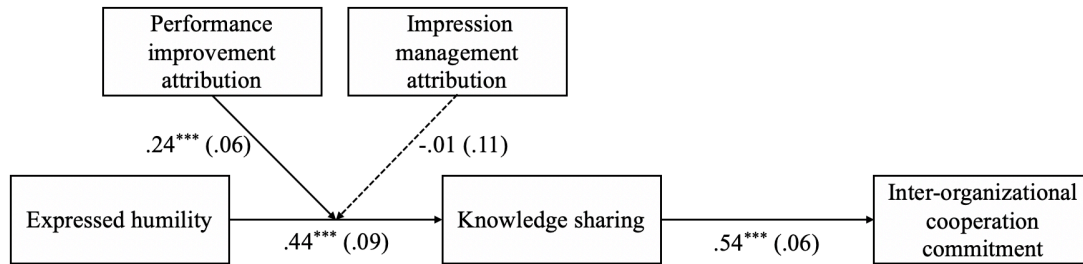 Performance
improvement
attribution
Impression
management
attribution
.24*** (.06)
-.01 (.11)
Expressed humility
.44*** (.09)
Knowledge sharing
.54*** (.06)
Inter-organizational
cooperation
commitment